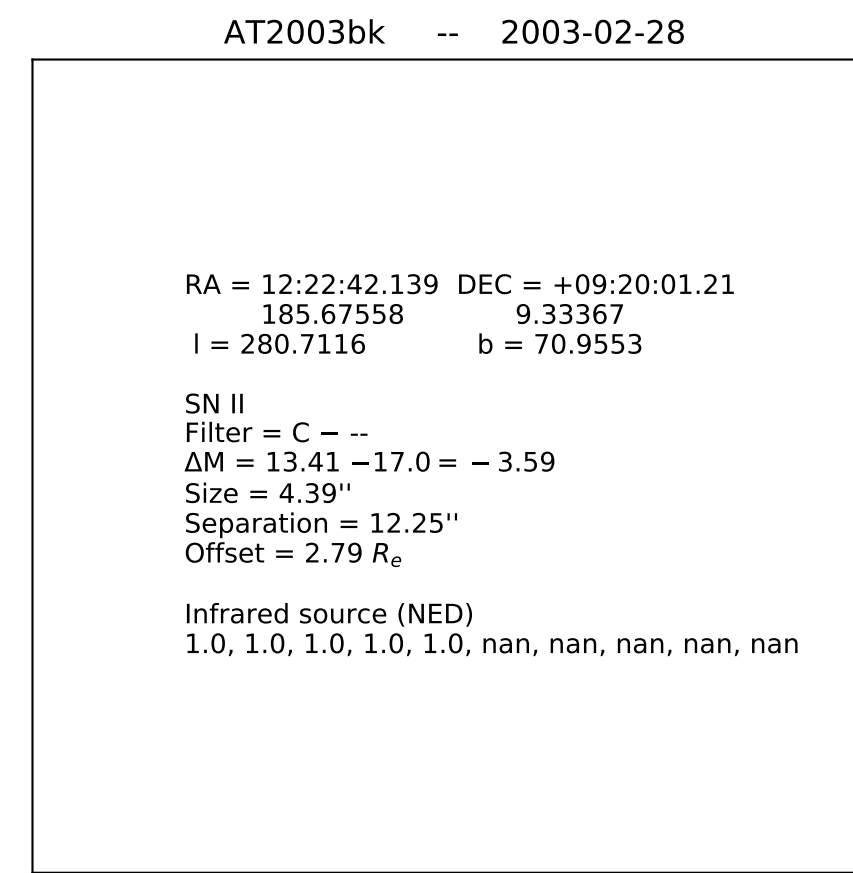 AT2003bk -- 2003-02-28
RA = 12:22:42.139 DEC = +09:20:01.21
185.67558 9.33367
l = 280.7116 b = 70.9553
SN II
Filter = C − --
ΔM = 13.41 −17.0 = − 3.59
Size = 4.39''
Separation = 12.25''
Offset = 2.79 Rₑ
Infrared source (NED)
1.0, 1.0, 1.0, 1.0, 1.0, nan, nan, nan, nan, nan